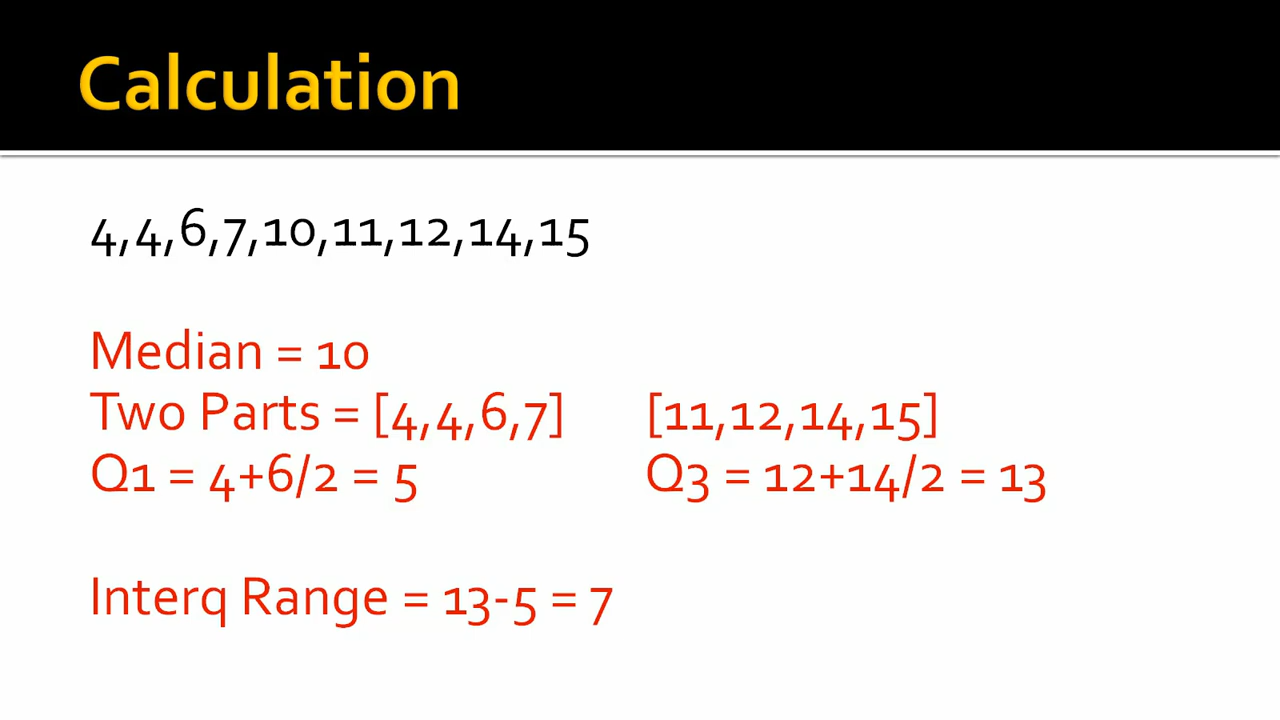 Calculation
4,4,6,7,10,11,12,14,15
Median = 10
Two Parts = [4,4,6,7] [11,12,14,15]
Q1 = 4+6/2 = 5 Q3 = 12+14/2 = 13
Interq Range = 13-5 = 7